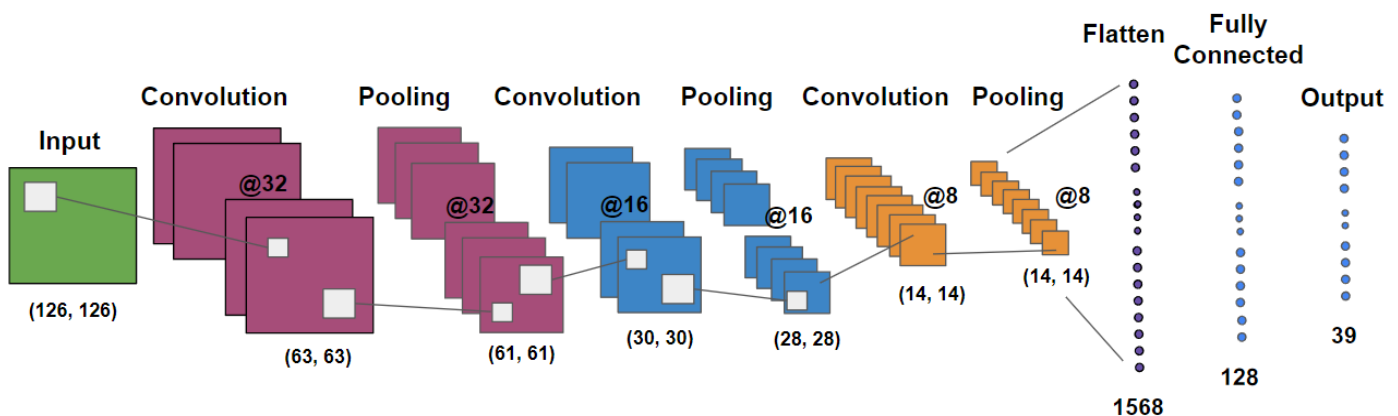 Input
(126, 126)
Convolution
@32
(63, 63)
Pooling
@32
(61, 61)
Convolution
@16
(30, 30)
Pooling
@16
(28, 28)
Convolution
@8
(14, 14)
Pooling
@8
(14, 14)
Flatten
1568
Fully
Connected
128
Output
39